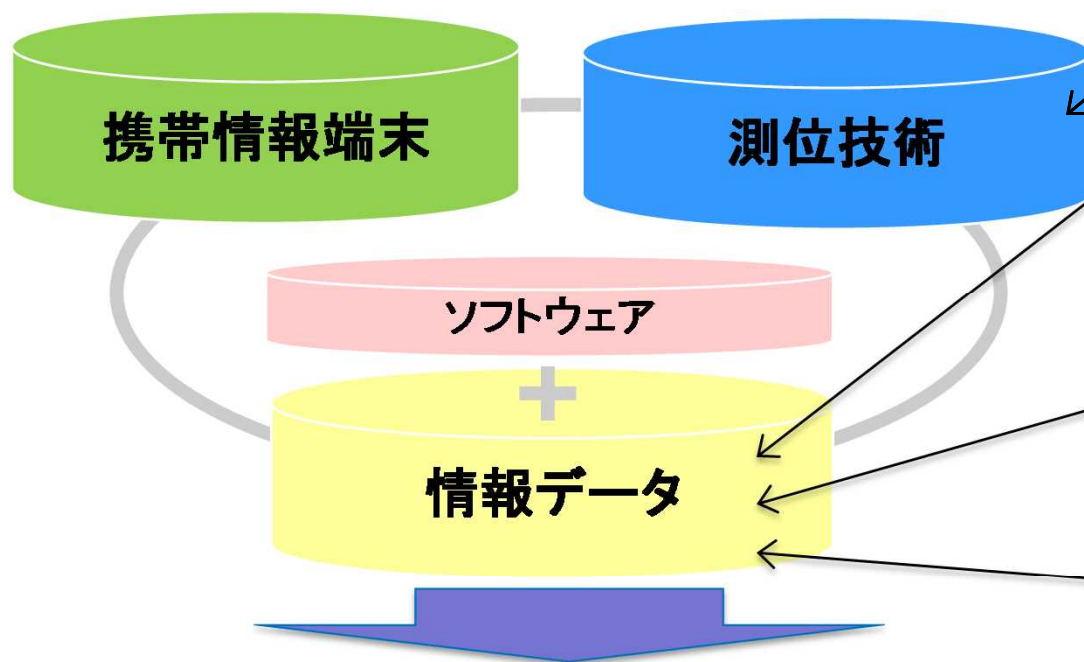 携帯情報端末
測位技術
ソフトウェア
+
情報データ